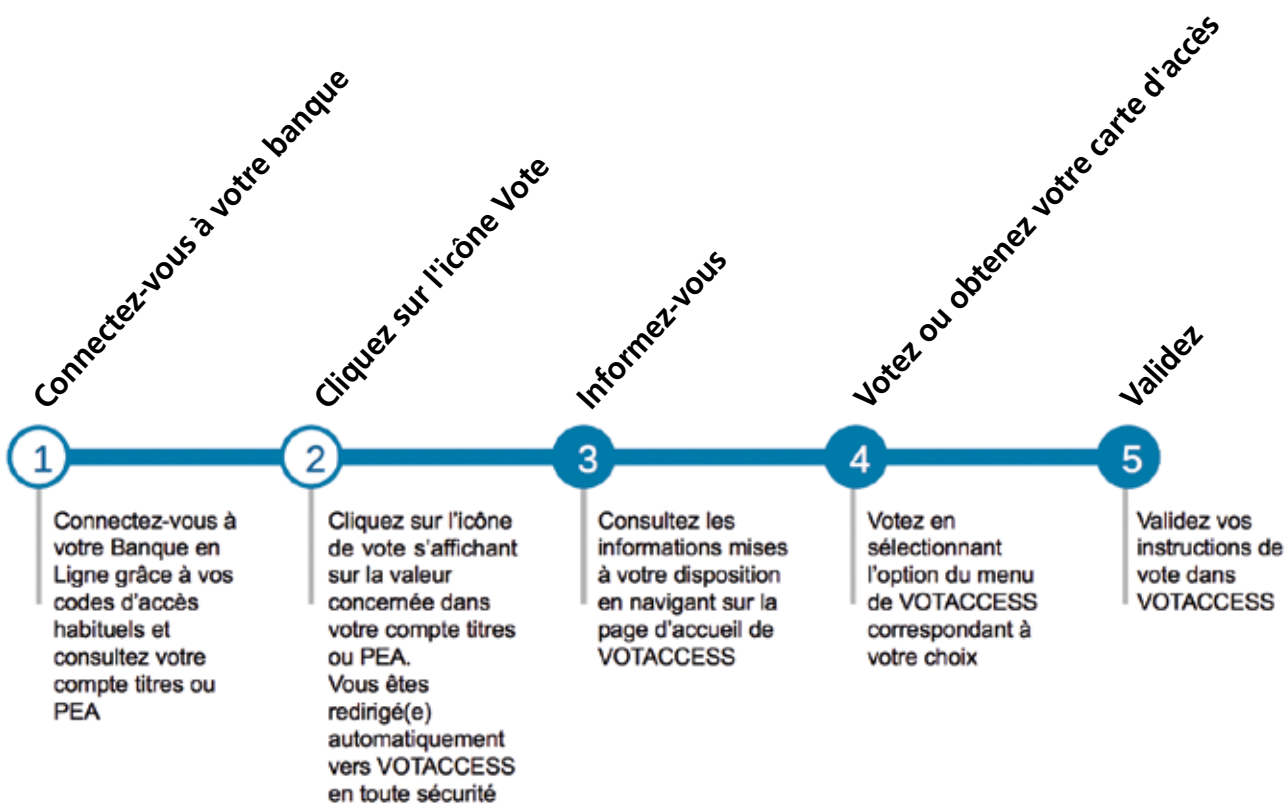 Connectez-vous à votre banque
Cliquez sur l'icône Vote
Informez-vous
Votez ou obtenez votre carte d'accès
Validez
1
2
3
4
5
Connectez-vous à
votre Banque en
Ligne grâce à vos
codes d'accès
habituels et
consultez votre
compte titres ou
PEA
Cliquez sur l'icône
de vote s'affichant
sur la valeur
concernée dans
votre compte titres
ou PEA.
Vous êtes
redirigé(e)
automatiquement
vers VOTACCESS
en toute sécurité
Consultez les
informations mises
à votre disposition
en navigant sur la
page d'accueil de
VOTACCESS
Votez en
sélectionnant
l'option du menu
de VOTACCESS
correspondant à
votre choix
Validez vos
instructions de
vote dans
VOTACCESS